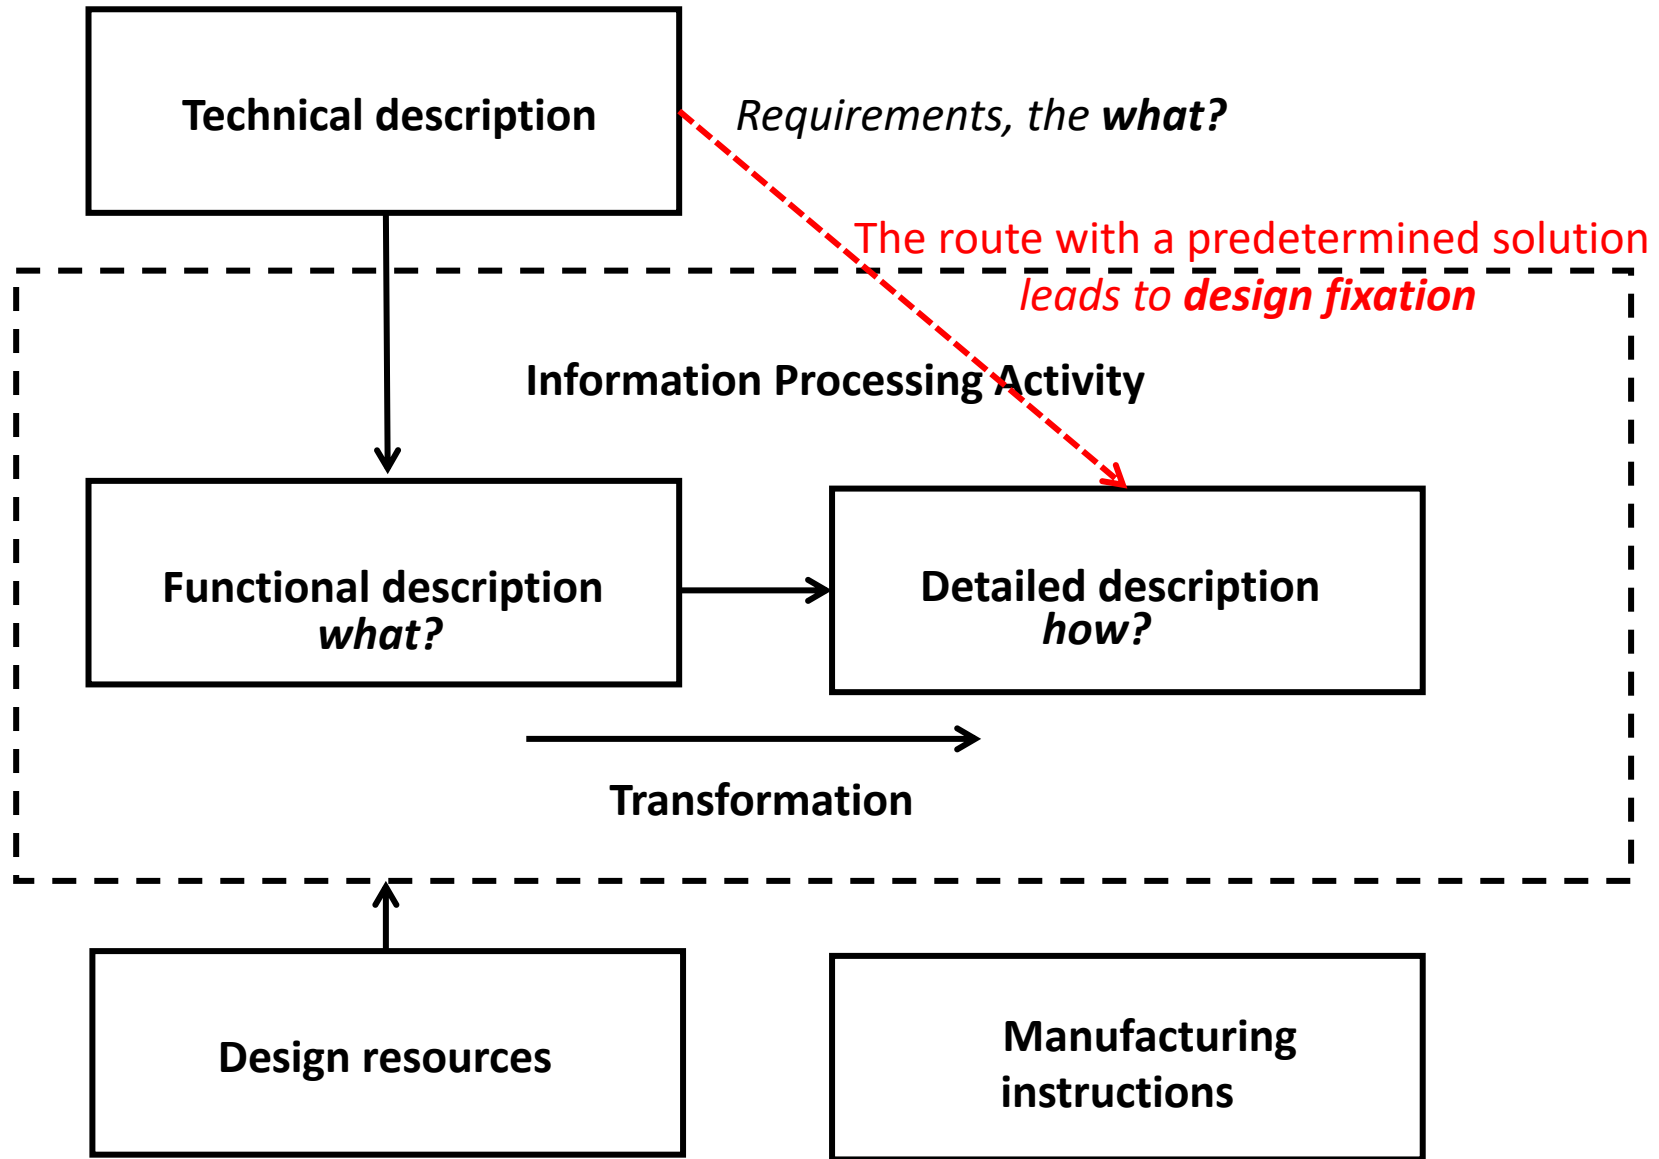 Technical description
Requirements, the what?
The route with a predetermined solution
leads to design fixation
Information Processing Activity
Functional description
what?
Detailed description
how?
Transformation
Design resources
Manufacturing
instructions